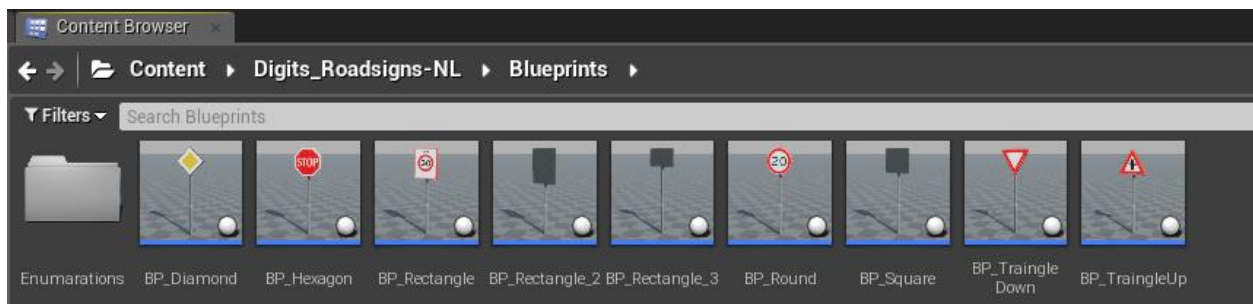 Content Browser
Content Digits_Roadsigns-NL Blueprints
Filters Search Blueprints
STOP 20 20
Enumarations BP_Diamond BP_Hexagon BP_Rectangle BP_Rectangle_2 BP_Rectangle_3 BP_Round BP_Square BP_Traingle Down BP_TraingleUp